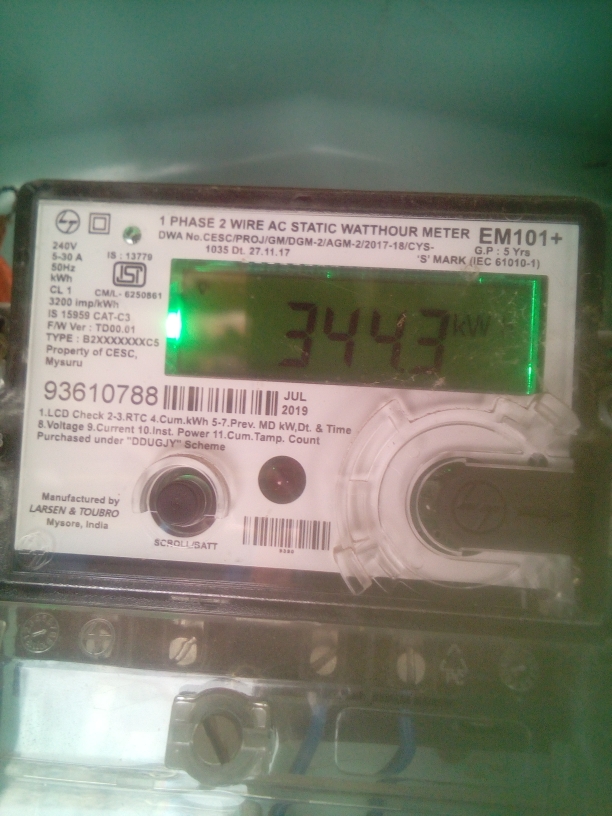 1 PHASE 2 WIRE AC STATIC WATTHOUR METER EM101+
DWA No.CESC/PROJ/GM/DGM-2/AGM-2/2017-18/CYS-
1035 Dt. 27.11.17
G.P : 5 Yrs
'S' MARK (IEC 61010-1)
240V
5-30 A
50Hz
kWh
CL 1
3200 imp/kWh
IS 15959 CAT-C3
F/W Ver : TD00.01
TYPE : B2XXXXXXXC5
Property of CESC,
Mysuru
IS : 13779
ISI
CM/L- 6250861
3443 kW
93610788
JUL
2019
1.LCD Check 2-3.RTC 4.Cum.kWh 5-7.Prev. MD kW,Dt. & Time
8.Voltage 9.Current 10.Inst. Power 11.Cum.Tamp. Count
Purchased under "DDUGJY" Scheme
Manufactured by
LARSEN & TOUBRO
Mysore, India
SCROLL/BATT